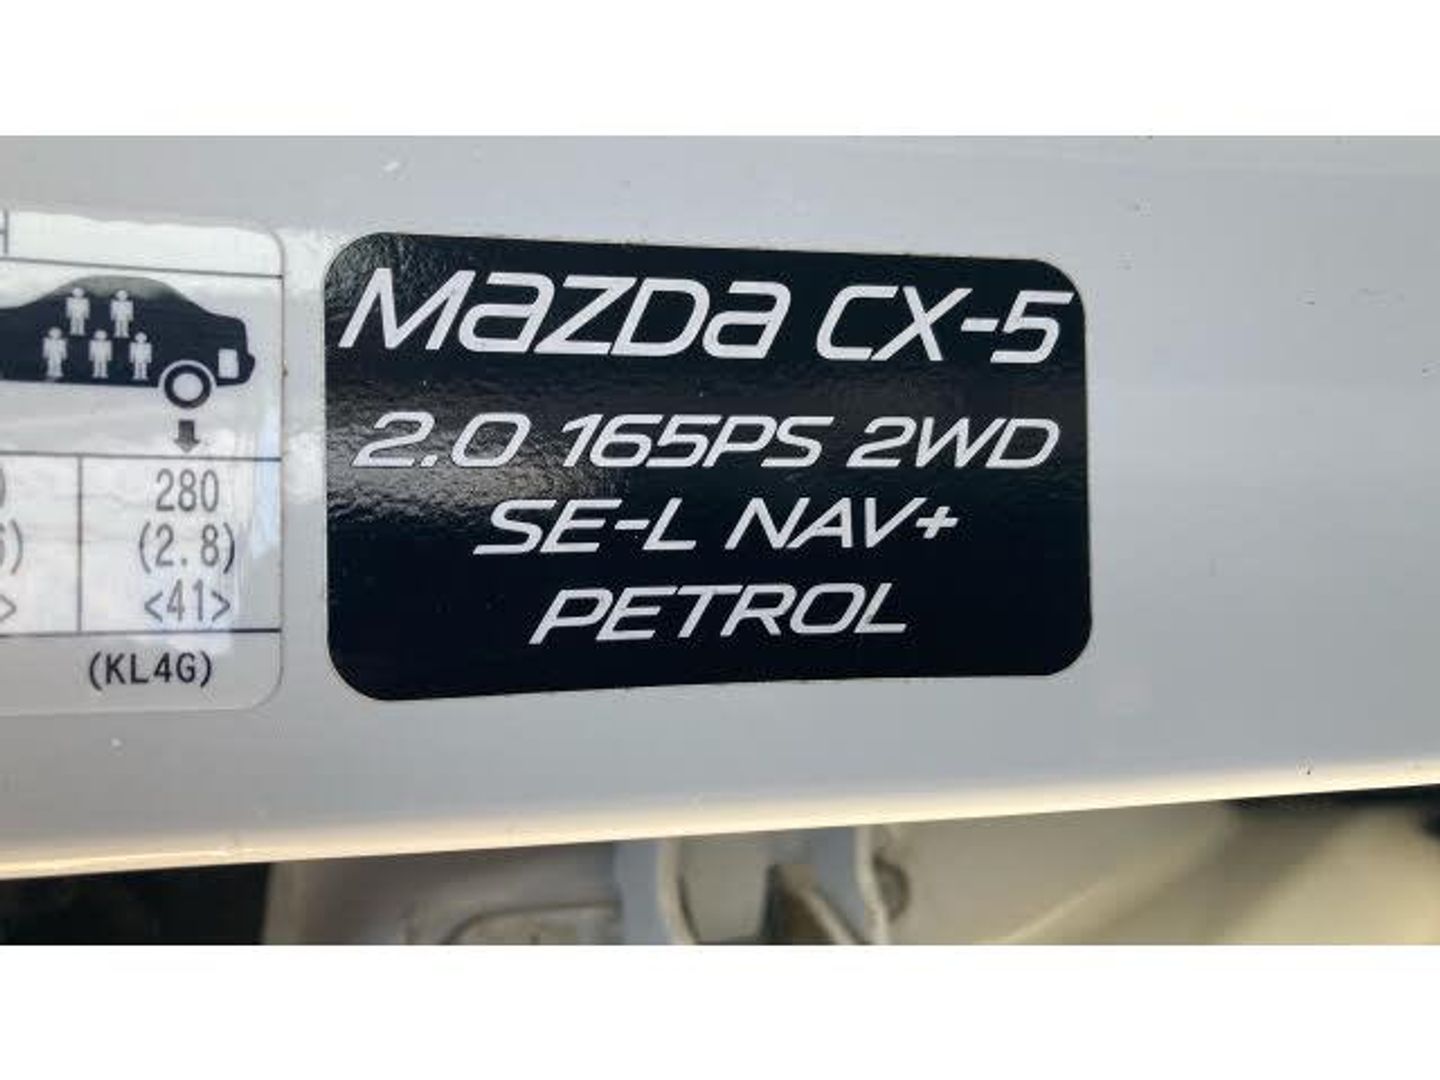 280
(2.8)
<41>
(KL4G)
MAZDA CX-5
2.0 165PS 2WD
SE-L NAV+
PETROL